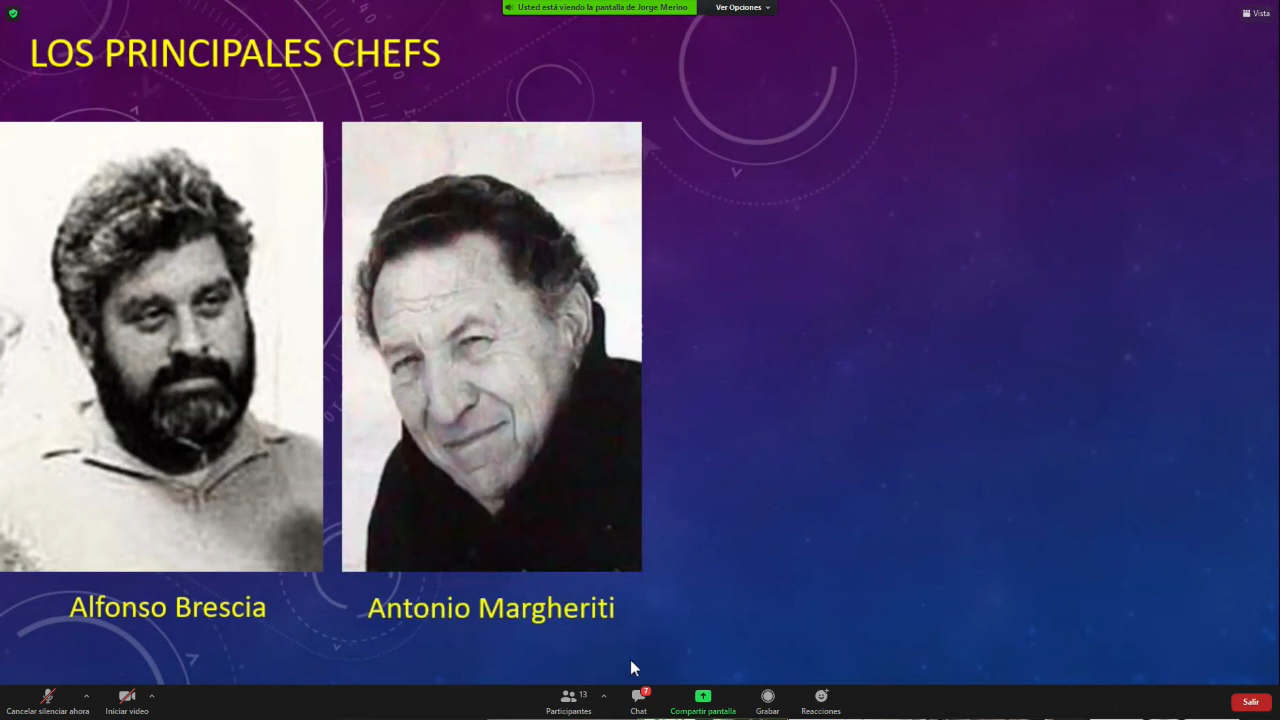 Usted está viendo la pantalla de Jorge Merino
Ver Opciones
Vista
LOS PRINCIPALES CHEFS
Alfonso Brescia
Antonio Margheriti
Cancelar silenciar ahora
Iniciar video
13
Participantes
7
Chat
Compartir pantalla
Grabar
Reacciones
Salir